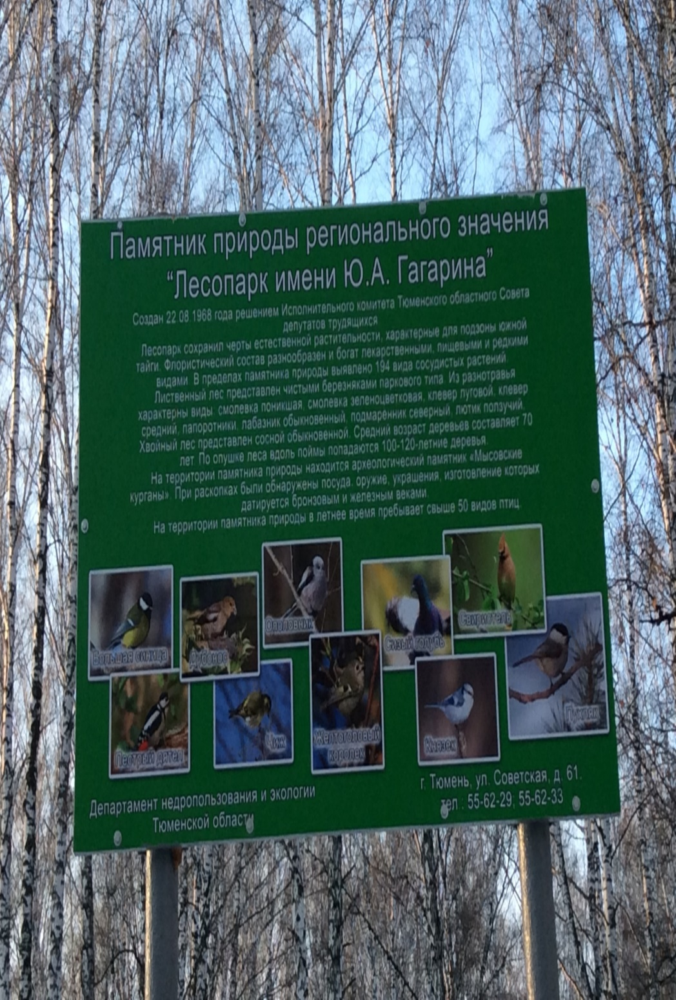 Памятник природы регионального значения
“Лесопарк имени Ю.А. Гагарина”
Создан 22 08 1968 года решением Исполнительного комитета Тюменского областного Совета
депутатов трудящихся
Лесопарк сохранил черты естественной растительности, характерные для подзоны южной
тайги. Флористический состав разнообразен и богат лекарственными, пищевыми и редкими
видами. В пределах памятника природы выявлено 194 вида сосудистых растений.
Лиственный лес представлен чистыми березняками паркового типа. Из разнотравья
характерны виды: смолевка поникшая, смолевка зеленоцветковая, клевер луговой, клевер
средний, папоротники, лабазник обыкновенный, подмаренник северный, лютик ползучий.
Хвойный лес представлен сосной обыкновенной. Средний возраст деревьев составляет 70
лет. По опушке леса вдоль поймы попадаются 100-120-летние деревья.
На территории памятника природы находится археологический памятник «Мысовские
курганы». При раскопках были обнаружены посуда, оружие, украшения, изготовление которых
датируется бронзовым и железным веками.
На территории памятника природы в летнее время пребывает свыше 50 видов птиц.
Большая синица
Дубонос
Ополовник
Сизый голубь
Свиристель
Пестрый дятел
Чиж
Желтоголовый
королек
Князек
Пухляк
Департамент недропользования и экологии
Тюменской области
г. Тюмень, ул. Советская, д. 61.
тел.: 55-62-29, 55-62-33